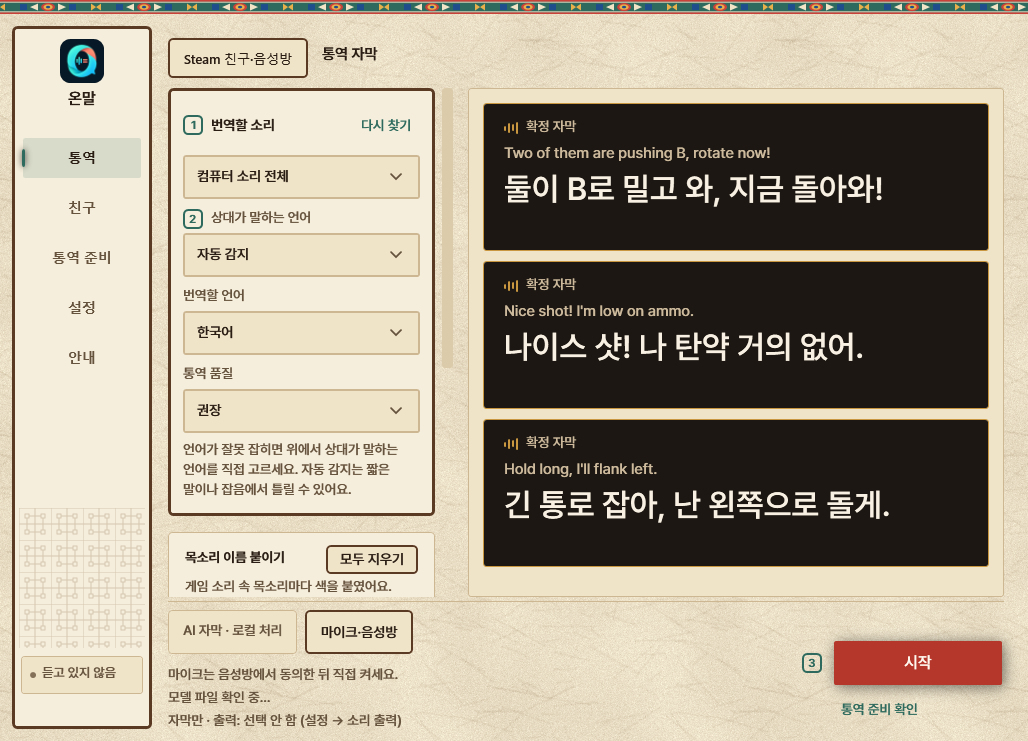 온말
통역
친구
통역 준비
설정
안내
듣고 있지 않음
Steam 친구·음성방
통역 자막
1 번역할 소리 다시 찾기
컴퓨터 소리 전체
2 상대가 말하는 언어
자동 감지
번역할 언어
한국어
통역 품질
권장
언어가 잘못 잡히면 위에서 상대가 말하는
언어를 직접 고르세요. 자동 감지는 짧은
말이나 잡음에서 틀릴 수 있어요.
목소리 이름 붙이기 모두 지우기
게임 소리 속 목소리마다 색을 붙였어요.
확정 자막
Two of them are pushing B, rotate now!
둘이 B로 밀고 와, 지금 돌아와!
확정 자막
Nice shot! I'm low on ammo.
나이스 샷! 나 탄약 거의 없어.
확정 자막
Hold long, I'll flank left.
긴 통로 잡아, 난 왼쪽으로 돌게.
AI 자막 · 로컬 처리 마이크·음성방
마이크는 음성방에서 동의한 뒤 직접 켜세요.
모델 파일 확인 중…
자막만 · 출력: 선택 안 함 (설정 → 소리 출력)
3 시작
통역 준비 확인